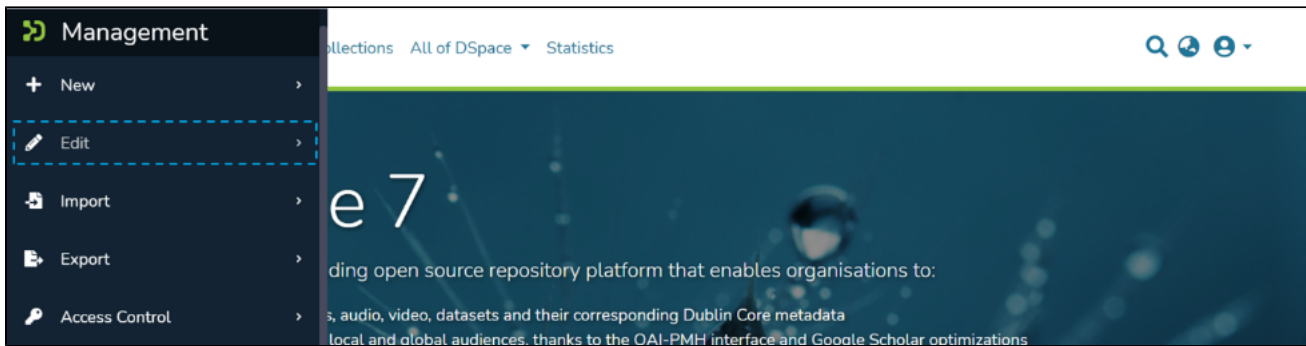 Management
ollections All of DSpace Statistics
New
Edit
Import
Export
Access Control
e 7
ding open source repository platform that enables organisations to:
s, audio, video, datasets and their corresponding Dublin Core metadata
local and global audiences, thanks to the OAI-PMH interface and Google Scholar optimizations